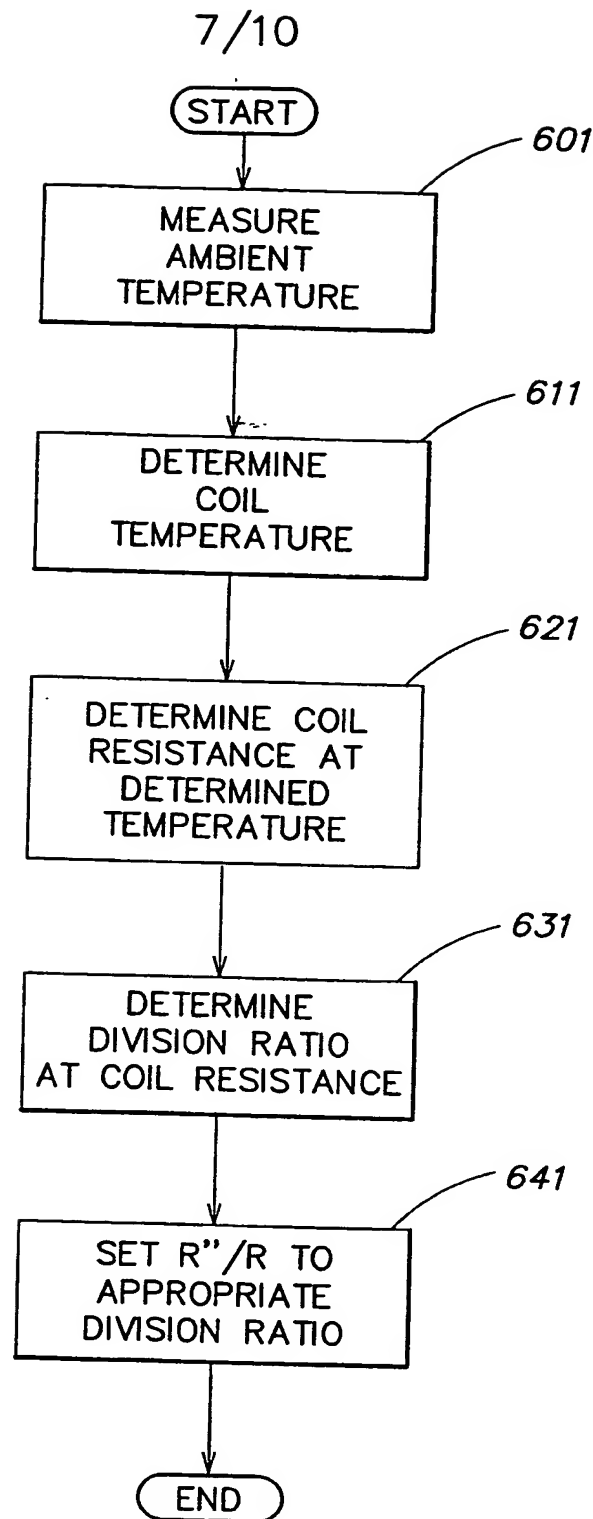 7/10
START
601
MEASURE
AMBIENT
TEMPERATURE
611
DETERMINE
COIL
TEMPERATURE
621
DETERMINE COIL
RESISTANCE AT
DETERMINED
TEMPERATURE
631
DETERMINE
DIVISION RATIO
AT COIL RESISTANCE
641
SET R"/R TO
APPROPRIATE
DIVISION RATIO
END